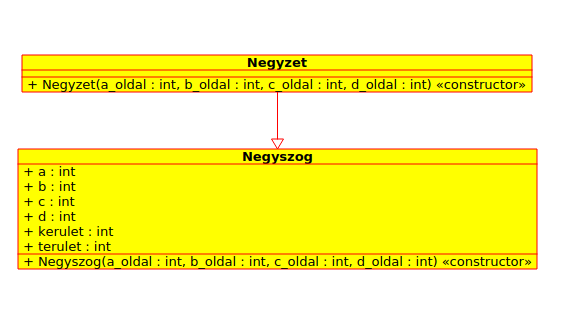 Negyzet
+ Negyzet(a_oldal : int, b_oldal : int, c_oldal : int, d_oldal : int) «constructor»
Negyszog
+ a : int
+ b : int
+ c : int
+ d : int
+ kerulet : int
+ terulet : int
+ Negyszog(a_oldal : int, b_oldal : int, c_oldal : int, d_oldal : int) «constructor»